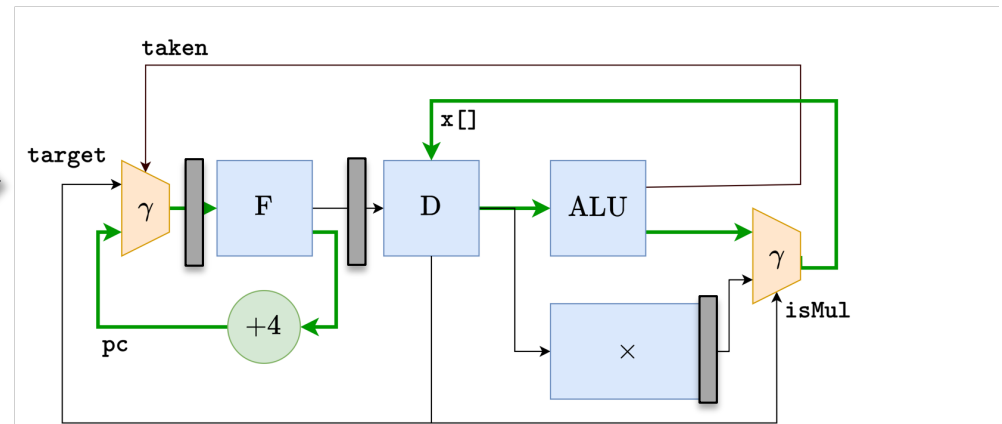 taken
x[]
target
γ
F
D
ALU
γ
+4
isMul
pc
×